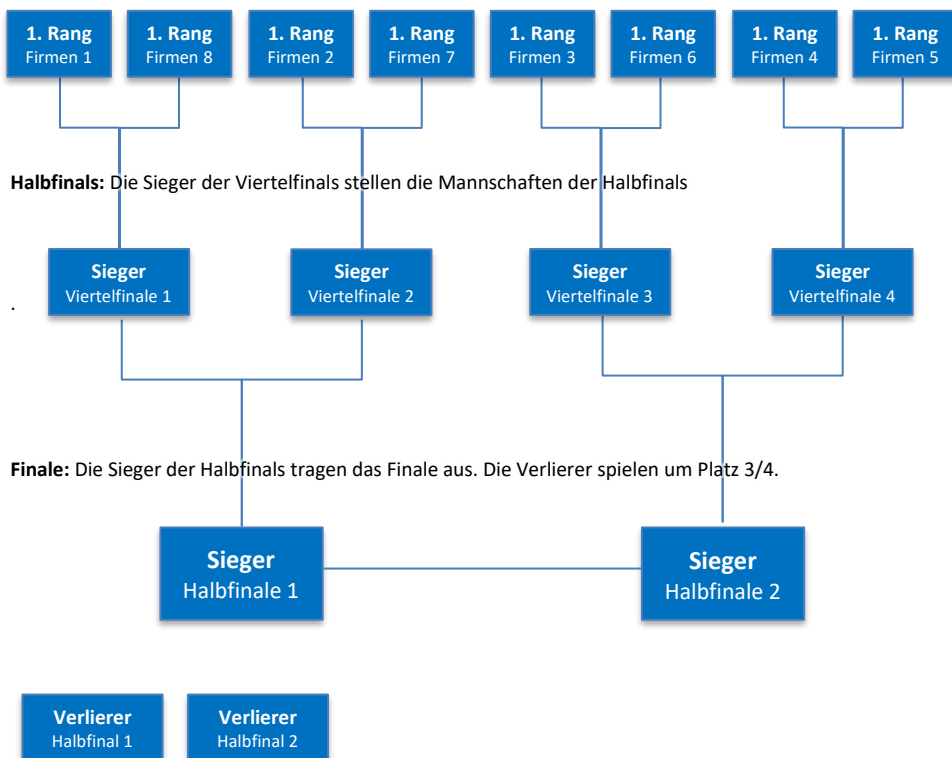 1. Rang 1. Rang 1. Rang 1. Rang 1. Rang 1. Rang 1. Rang 1. Rang
Firmen 1 Firmen 8 Firmen 2 Firmen 7 Firmen 3 Firmen 6 Firmen 4 Firmen 5
Halbfinals: Die Sieger der Viertelfinals stellen die Mannschaften der Halbfinals
Sieger Sieger Sieger Sieger
Viertelfinale 1 Viertelfinale 2 Viertelfinale 3 Viertelfinale 4
.
Finale: Die Sieger der Halbfinals tragen das Finale aus. Die Verlierer spielen um Platz 3/4.
Sieger Sieger
Halbfinale 1 Halbfinale 2
Verlierer Verlierer
Halbfinal 1 Halbfinal 2